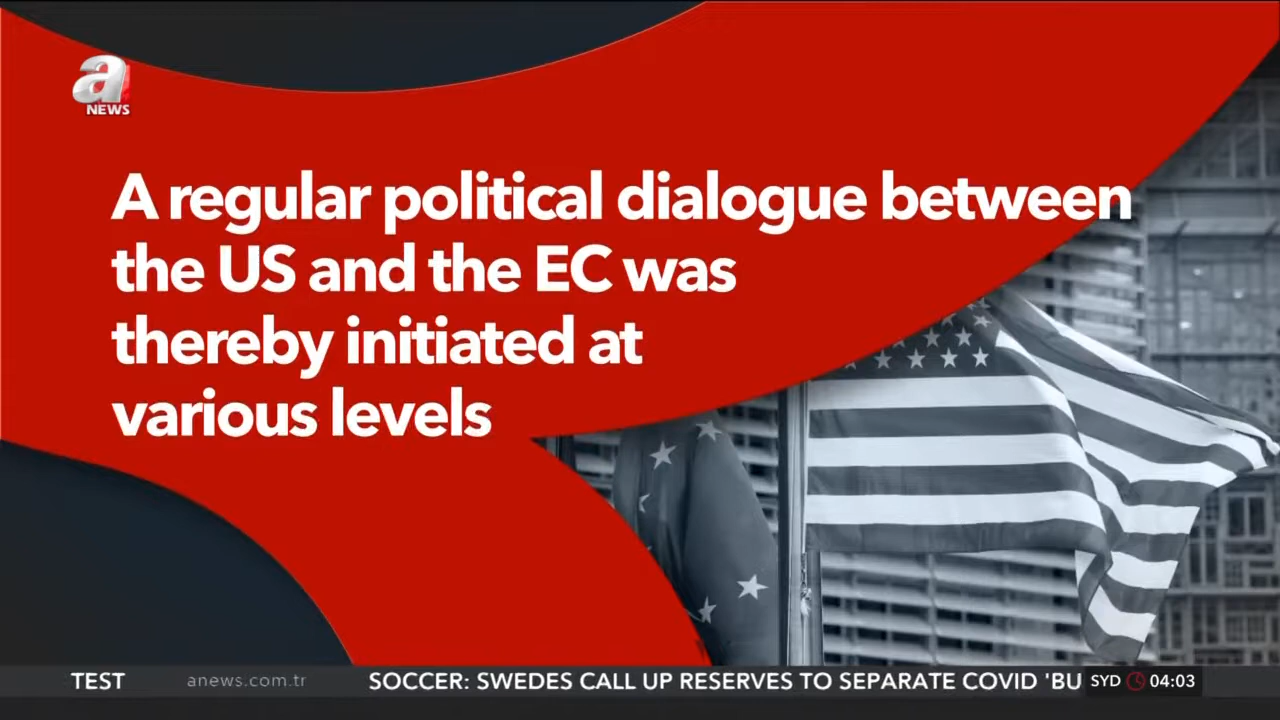 a
NEWS
A regular political dialogue between
the US and the EC was
thereby initiated at
various levels
TEST anews.com.tr SOCCER: SWEDES CALL UP RESERVES TO SEPARATE COVID 'BU SYD 04:03